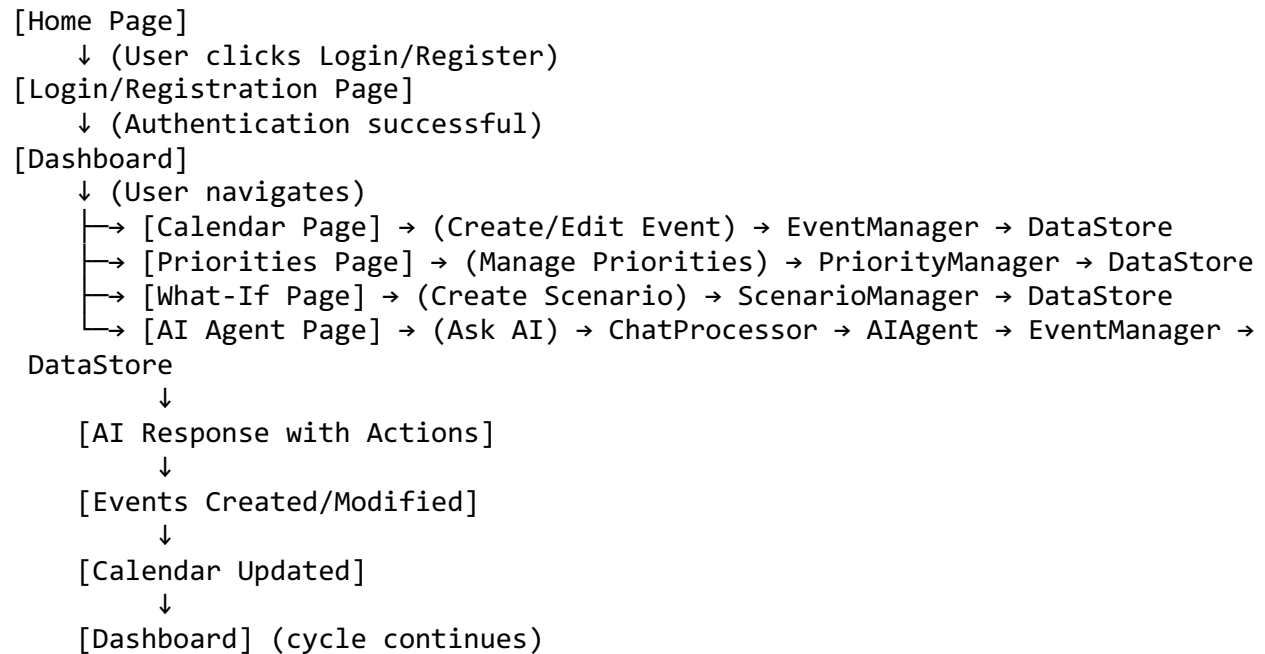 [Home Page]
    ↓ (User clicks Login/Register)
[Login/Registration Page]
    ↓ (Authentication successful)
[Dashboard]
    ↓ (User navigates)
    ├─→ [Calendar Page] → (Create/Edit Event) → EventManager → DataStore
    ├─→ [Priorities Page] → (Manage Priorities) → PriorityManager → DataStore
    ├─→ [What-If Page] → (Create Scenario) → ScenarioManager → DataStore
    └─→ [AI Agent Page] → (Ask AI) → ChatProcessor → AIAgent → EventManager →
 DataStore
         ↓
    [AI Response with Actions]
         ↓
    [Events Created/Modified]
         ↓
    [Calendar Updated]
         ↓
    [Dashboard] (cycle continues)